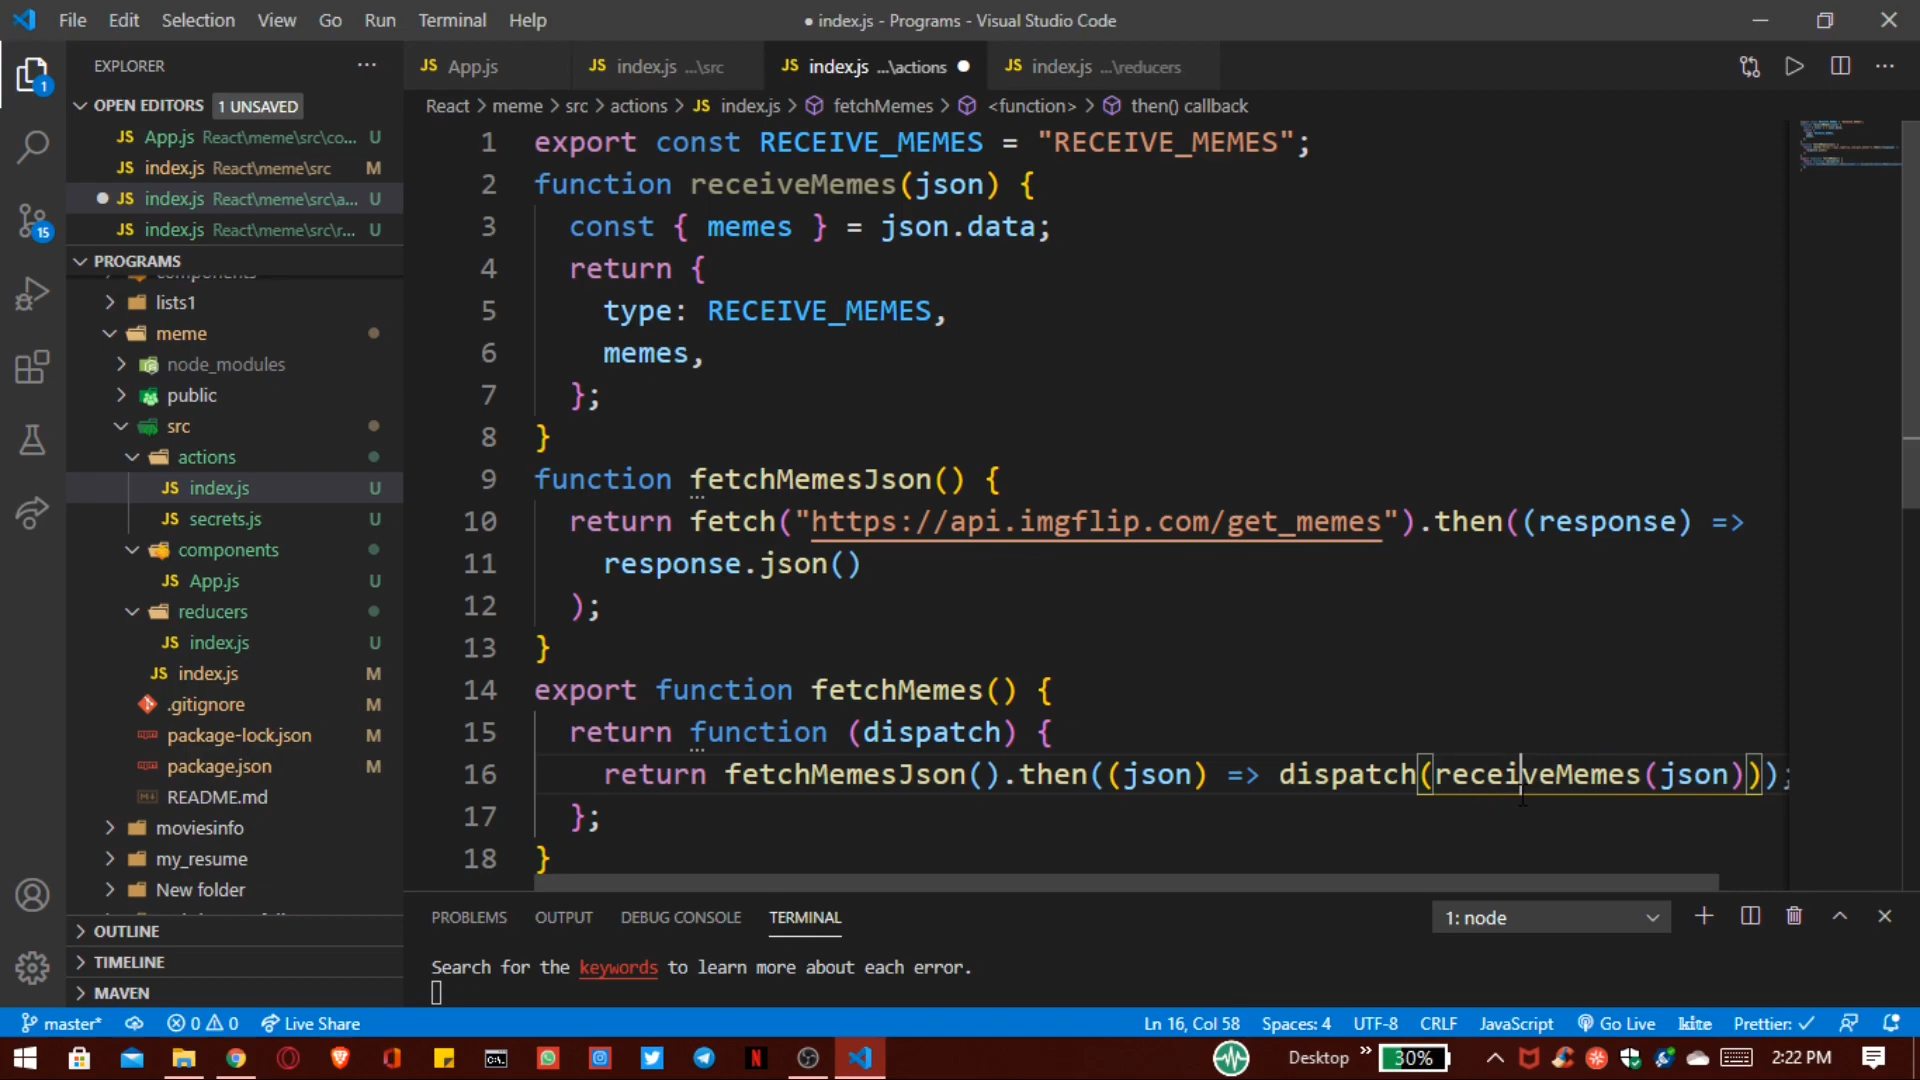 File Edit Selection View Go Run Terminal Help
● index.js - Programs - Visual Studio Code
EXPLORER ···
JS App.js
JS index.js ...\src
JS index.js ...\actions ●
JS index.js ...\reducers
OPEN EDITORS 1 UNSAVED
JS App.js React\meme\src\co... U
JS index.js React\meme\src M
● JS index.js React\meme\src\a... U
JS index.js React\meme\src\r... U
PROGRAMS
lists1
meme
node_modules
public
src
actions
JS index.js U
JS secrets.js U
components
JS App.js U
reducers
JS index.js U
JS index.js M
.gitignore M
package-lock.json M
package.json M
README.md
moviesinfo
my_resume
New folder
OUTLINE
TIMELINE
MAVEN
React > meme > src > actions > JS index.js > fetchMemes > <function> > then() callback
1 export const RECEIVE_MEMES = "RECEIVE_MEMES";
2 function receiveMemes(json) {
3 const { memes } = json.data;
4 return {
5 type: RECEIVE_MEMES,
6 memes,
7 };
8 }
9 function fetchMemesJson() {
10 return fetch("https://api.imgflip.com/get_memes").then((response) =>
11 response.json()
12 );
13 }
14 export function fetchMemes() {
15 return function (dispatch) {
16 return fetchMemesJson().then((json) => dispatch(receiveMemes(json)));
17 };
18 }
PROBLEMS OUTPUT DEBUG CONSOLE TERMINAL
1: node
Search for the keywords to learn more about each error.
master* 0 0 Live Share
Ln 16, Col 58 Spaces: 4 UTF-8 CRLF JavaScript Go Live kite Prettier: ✓
Desktop » 30% 2:22 PM